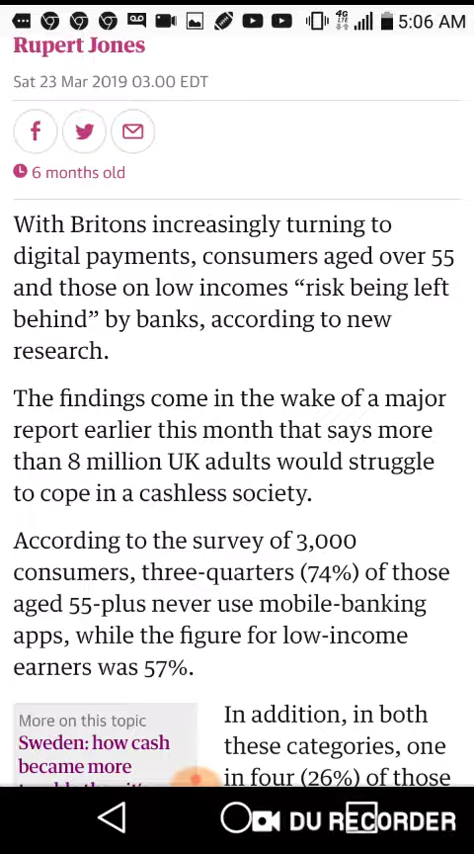 4G
LTE
5:06 AM
Rupert Jones
Sat 23 Mar 2019 03.00 EDT
6 months old
With Britons increasingly turning to
digital payments, consumers aged over 55
and those on low incomes “risk being left
behind” by banks, according to new
research.
The findings come in the wake of a major
report earlier this month that says more
than 8 million UK adults would struggle
to cope in a cashless society.
According to the survey of 3,000
consumers, three-quarters (74%) of those
aged 55-plus never use mobile-banking
apps, while the figure for low-income
earners was 57%.
More on this topic
Sweden: how cash
became more
In addition, in both
these categories, one
in four (26%) of those
DU RECORDER